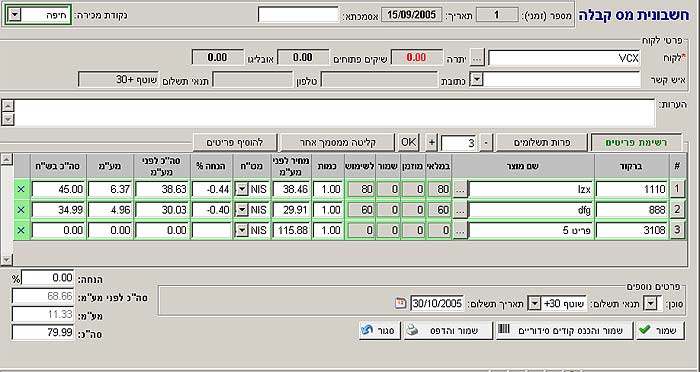 חשבונית מס קבלה
מספר (זמני): 1 תאריך: 15/09/2005 אסמכתא: נקודת מכירה: חיפה
פרטי לקוח
*לקוח VCX ... יתרה 0.00 שיקים פתוחים 0.00 אובליגו 0.00
איש קשר כתובת טלפון תנאי תשלום שוטף +30
הערות:
רשימת פריטים פרות תשלומים - 3 + OK קליטה ממסמך אחר להוסיף פריטים
# ברקוד שם מוצר במלאי מוזמן שמור לשימוש כמות מחיר לפני מע"מ מט"ח הנחה % סה"כ לפני מע"מ מע"מ סה"כ בש"ח
1 1110 lzx ... 80 0 0 80 1.00 38.46 NIS -0.44 38.63 6.37 45.00 ×
2 888 dfg ... 60 0 0 60 1.00 29.91 NIS -0.40 30.03 4.96 34.99 ×
3 3108 פריט 5 ... 0 0 0 0 1.00 115.88 NIS 0.00 0.00 0.00 ×
פרטים נוספים
סוכן: תנאי תשלום: שוטף +30 תאריך תשלום: 30/10/2005
שמור שמור והכנס קודים סידוריים שמור והדפס סגור
הנחה: 0.00 %
סה"כ לפני מע"מ: 68.66
מע"מ: 11.33
סה"כ: 79.99